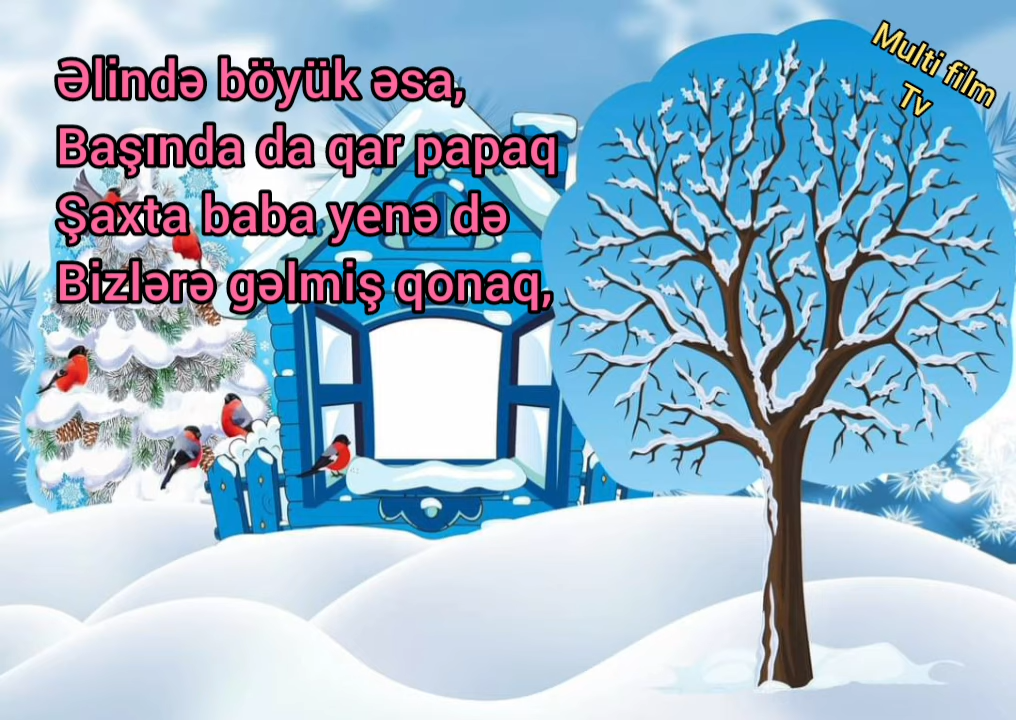 Əlində böyük əsa,
Başında da qar papaq
Şaxta baba yenə də
Bizlərə gəlmiş qonaq,
Multi film
Tv